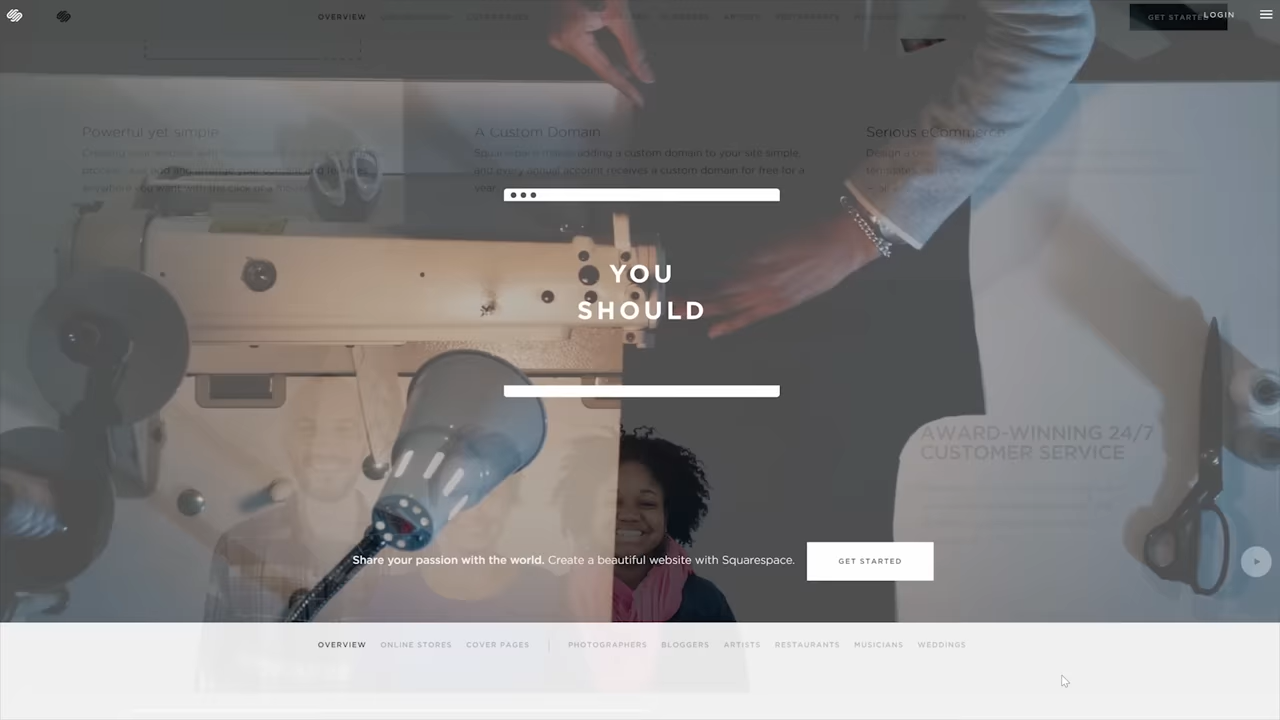 OVERVIEW
GET STARTED
LOGIN
Powerful yet simple
A Custom Domain
Serious eCommerce
Squarespace makes adding a custom domain to your site simple,
and every annual account receives a custom domain for free for a
year
YOU
SHOULD
AWARD-WINNING 24/7
CUSTOMER SERVICE
Share your passion with the world. Create a beautiful website with Squarespace.
GET STARTED
OVERVIEW ONLINE STORES COVER PAGES PHOTOGRAPHERS BLOGGERS ARTISTS RESTAURANTS MUSICIANS WEDDINGS